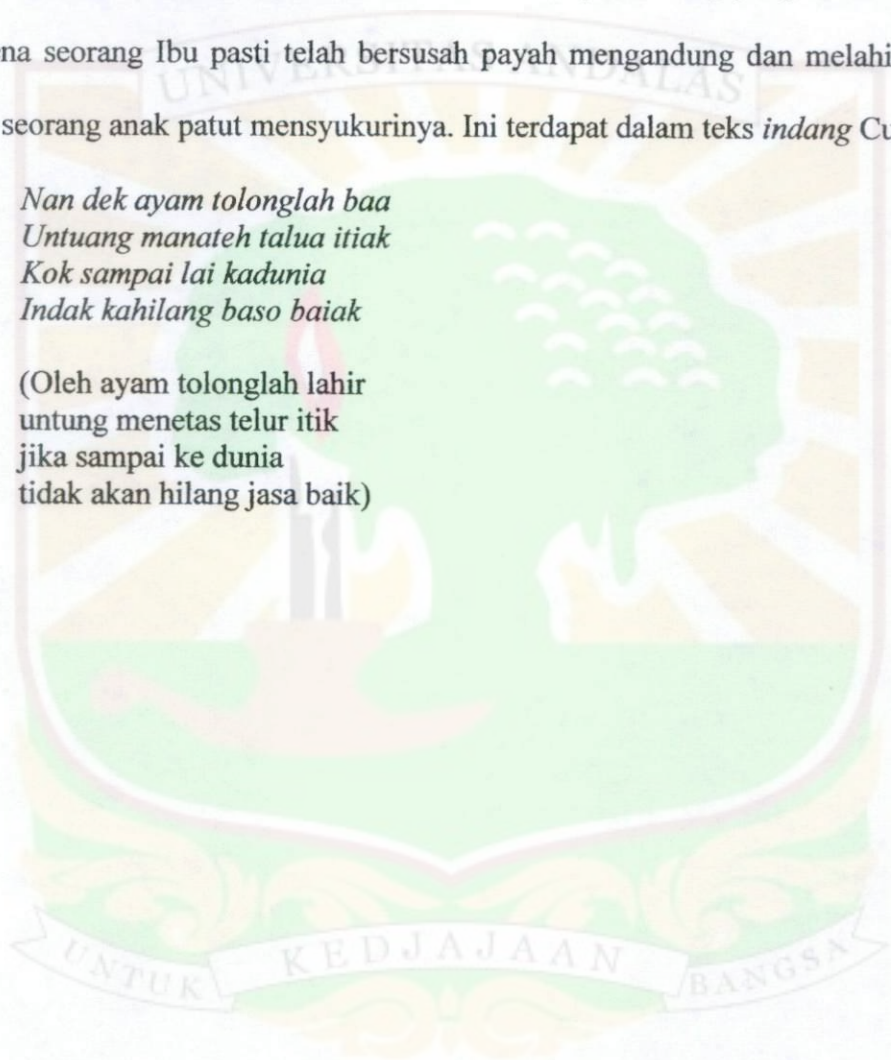 UNIVERSITAS ANDALAS
na seorang Ibu pasti telah bersusah payah mengandung dan melahi
seorang anak patut mensyukurinya. Ini terdapat dalam teks indang Cu
Nan dek ayam tolonglah baa
Untuang manateh talua itiak
Kok sampai lai kadunia
Indak kahilang baso baiak
(Oleh ayam tolonglah lahir
untung menetas telur itik
jika sampai ke dunia
tidak akan hilang jasa baik)
UNTUK KEDJAJAAN BANGSA